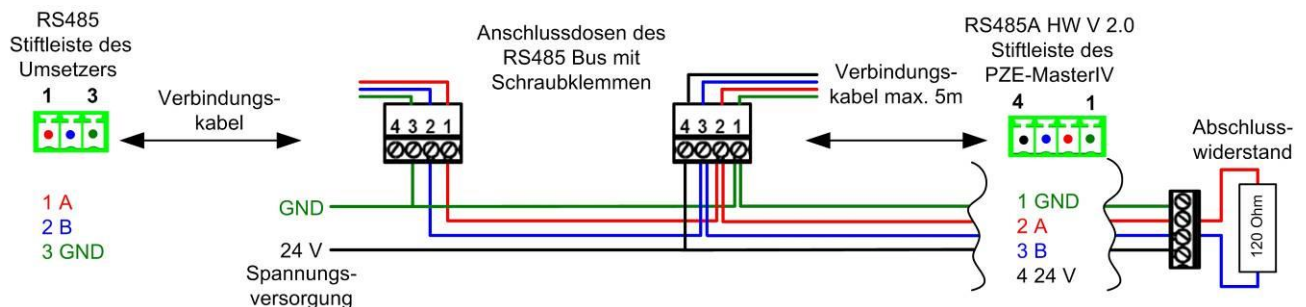 RS485
Stiftleiste des
Umsetzers
1 3
Verbindungs-
kabel
1 A
2 B
3 GND
Anschlussdosen des
RS485 Bus mit
Schraubklemmen
4 3 2 1
4 3 2 1
GND
24 V
Spannungs-
versorgung
Verbindungs-
kabel max. 5m
RS485A HW V 2.0
Stiftleiste des
PZE-MasterIV
4 1
1 GND
2 A
3 B
4 24 V
Abschluss-
widerstand
120 Ohm